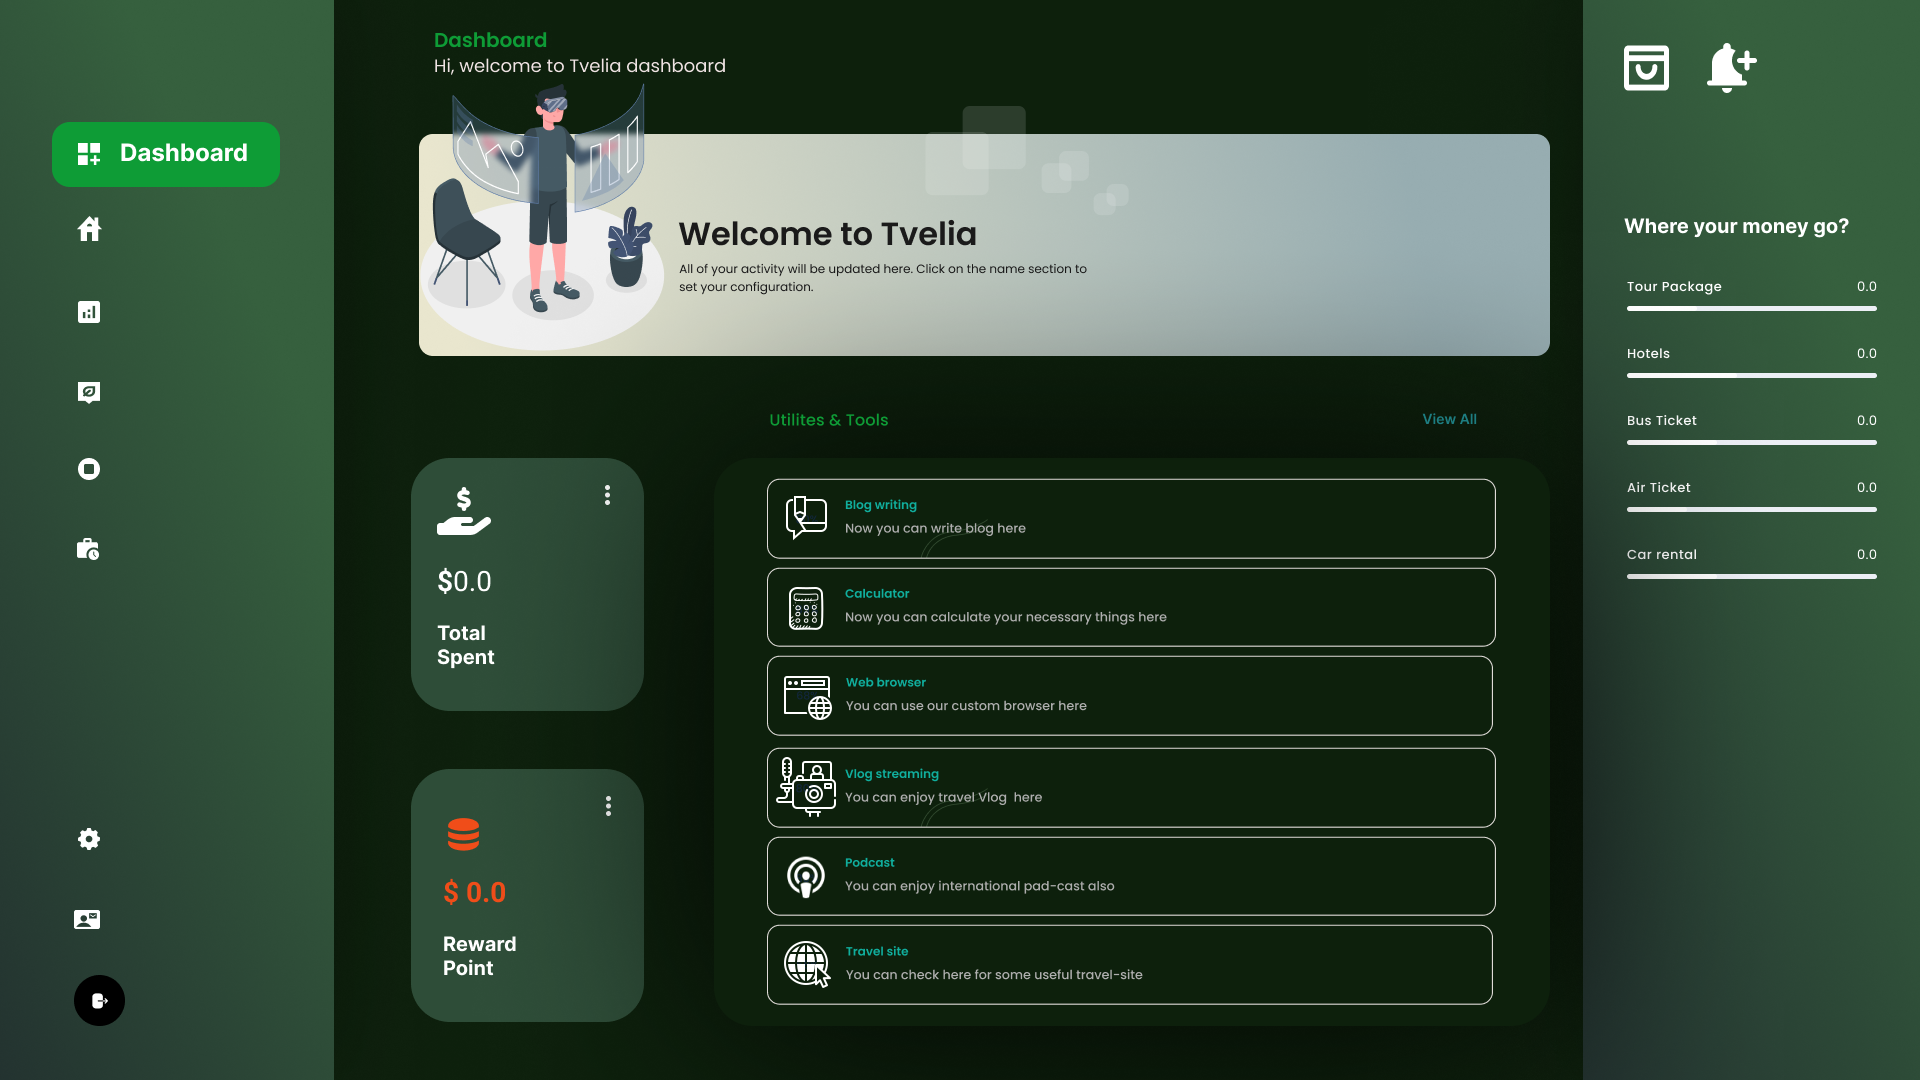 Dashboard
Dashboard
Hi, welcome to Tvelia dashboard
Welcome to Tvelia
All of your activity will be updated here. Click on the name section to
set your configuration.
Utilites & Tools
View All
$0.0
Total
Spent
$ 0.0
Reward
Point
Blog writing
Now you can write blog here
Calculator
Now you can calculate your necessary things here
Web browser
You can use our custom browser here
Vlog streaming
You can enjoy travel Vlog  here
Podcast
You can enjoy international pad-cast also
Travel site
You can check here for some useful travel-site
Where your money go?
Tour Package 0.0
Hotels 0.0
Bus Ticket 0.0
Air Ticket 0.0
Car rental 0.0